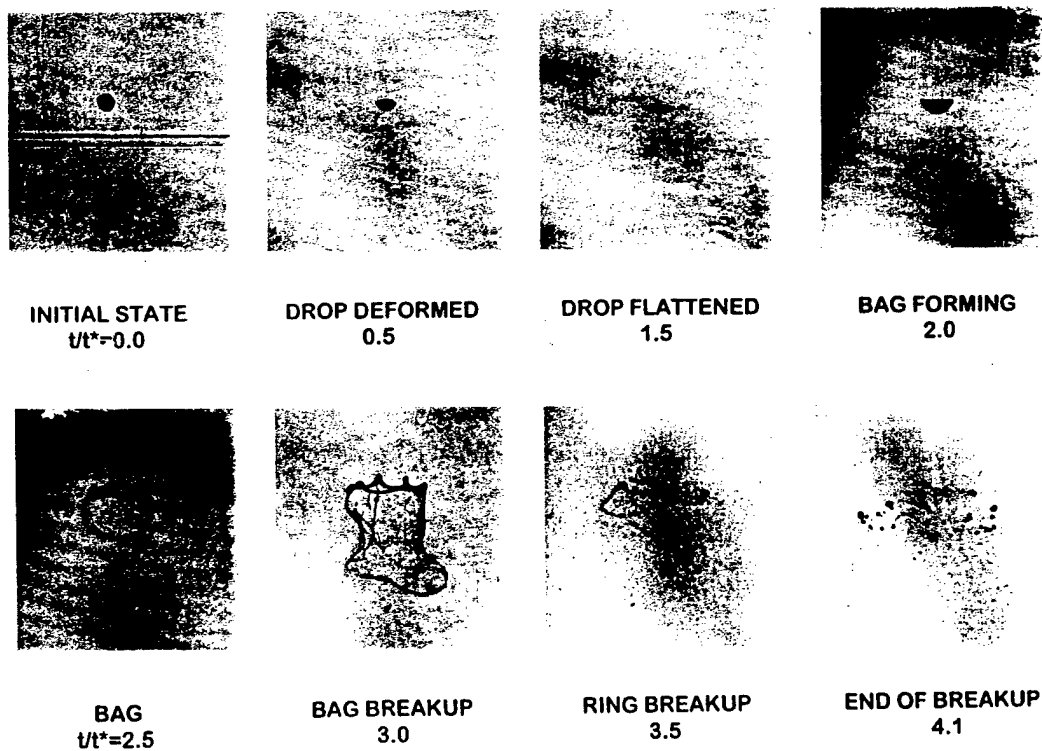 INITIAL STATE
t/t*=0.0
DROP DEFORMED
0.5
DROP FLATTENED
1.5
BAG FORMING
2.0
BAG
t/t*=2.5
BAG BREAKUP
3.0
RING BREAKUP
3.5
END OF BREAKUP
4.1